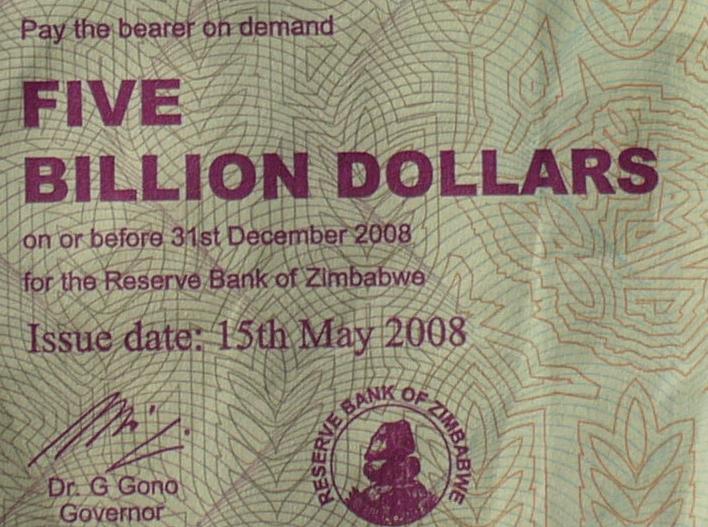 Pay the bearer on demand
FIVE
BILLION DOLLARS
on or before 31st December 2008
for the Reserve Bank of Zimbabwe
Issue date: 15th May 2008
RESERVE BANK OF ZIMBABWE
Dr. G Gono
Governor